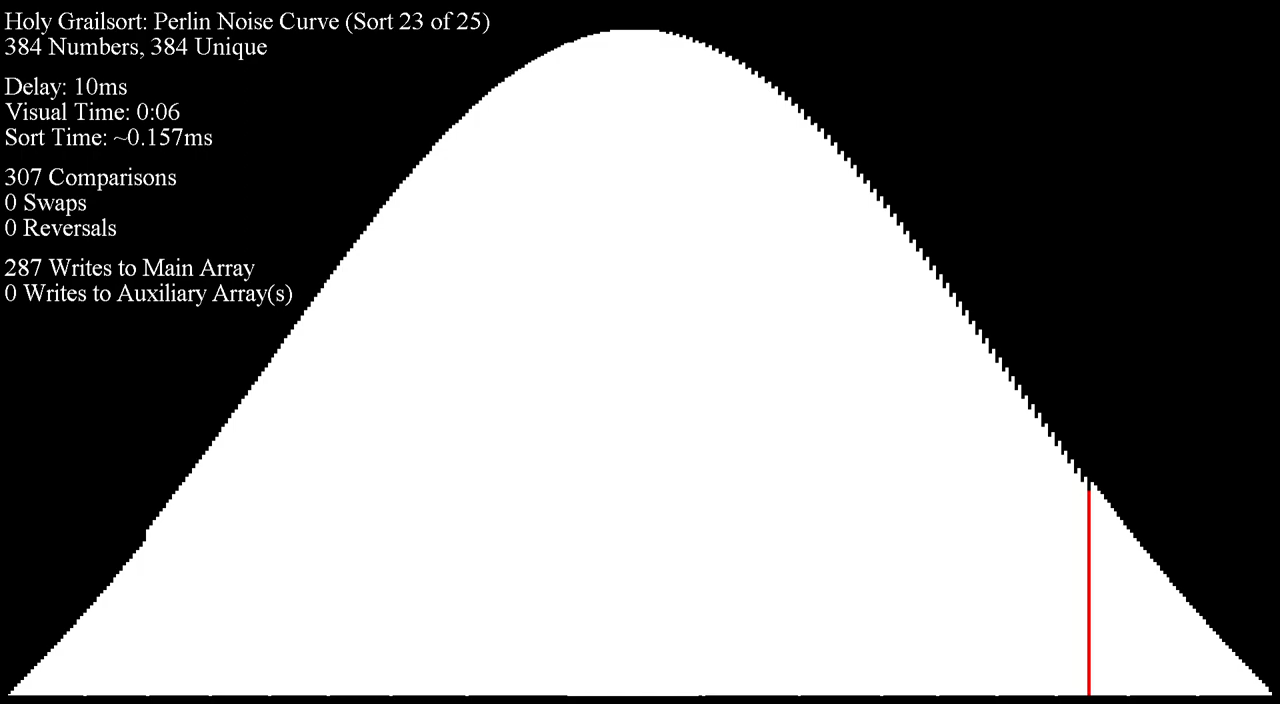 Holy Grailsort: Perlin Noise Curve (Sort 23 of 25)
384 Numbers, 384 Unique
Delay: 10ms
Visual Time: 0:06
Sort Time: ~0.157ms
307 Comparisons
0 Swaps
0 Reversals
287 Writes to Main Array
0 Writes to Auxiliary Array(s)